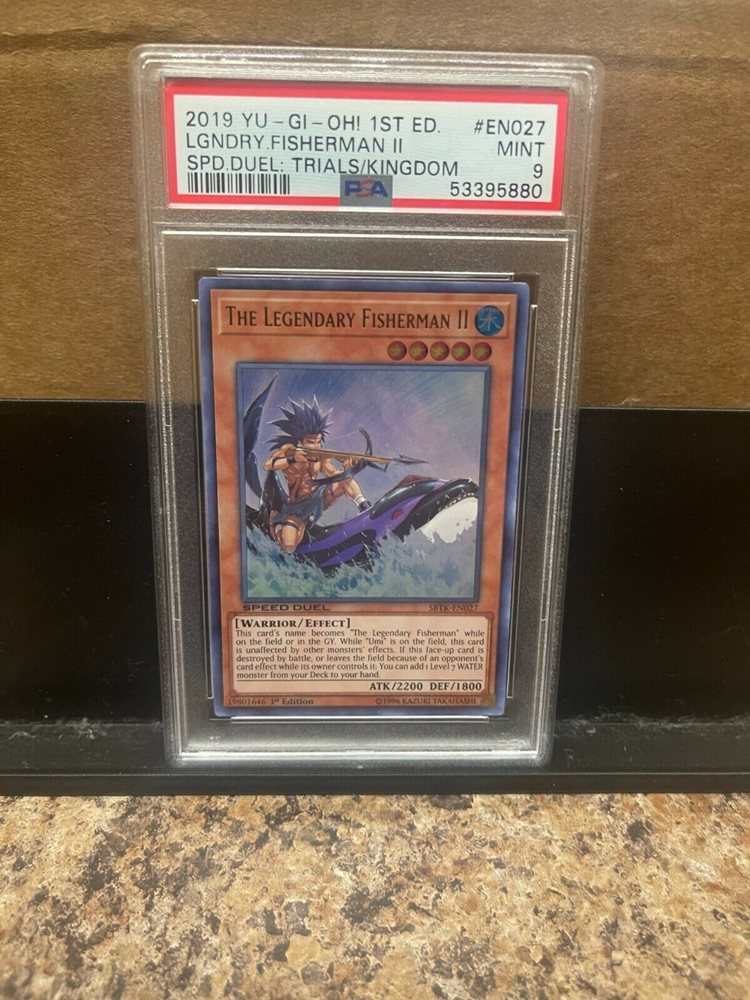 2019 YU-GI-OH! 1ST ED. #EN027
LGNDRY.FISHERMAN II MINT
SPD.DUEL: TRIALS/KINGDOM 9
PSA 53395880
THE LEGENDARY FISHERMAN II 水
SPEED DUEL SBTK-EN027
[WARRIOR/EFFECT]
This card's name becomes "The Legendary Fisherman" while
on the field or in the GY. While "Umi" is on the field, this card
is unaffected by other monsters' effects. If this face-up card is
destroyed by battle, or leaves the field because of an opponent's
card effect while its owner controls it: You can add 1 Level 7 WATER
monster from your Deck to your hand.
ATK/2200 DEF/1800
19801646 1st Edition ©1996 KAZUKI TAKAHASHI